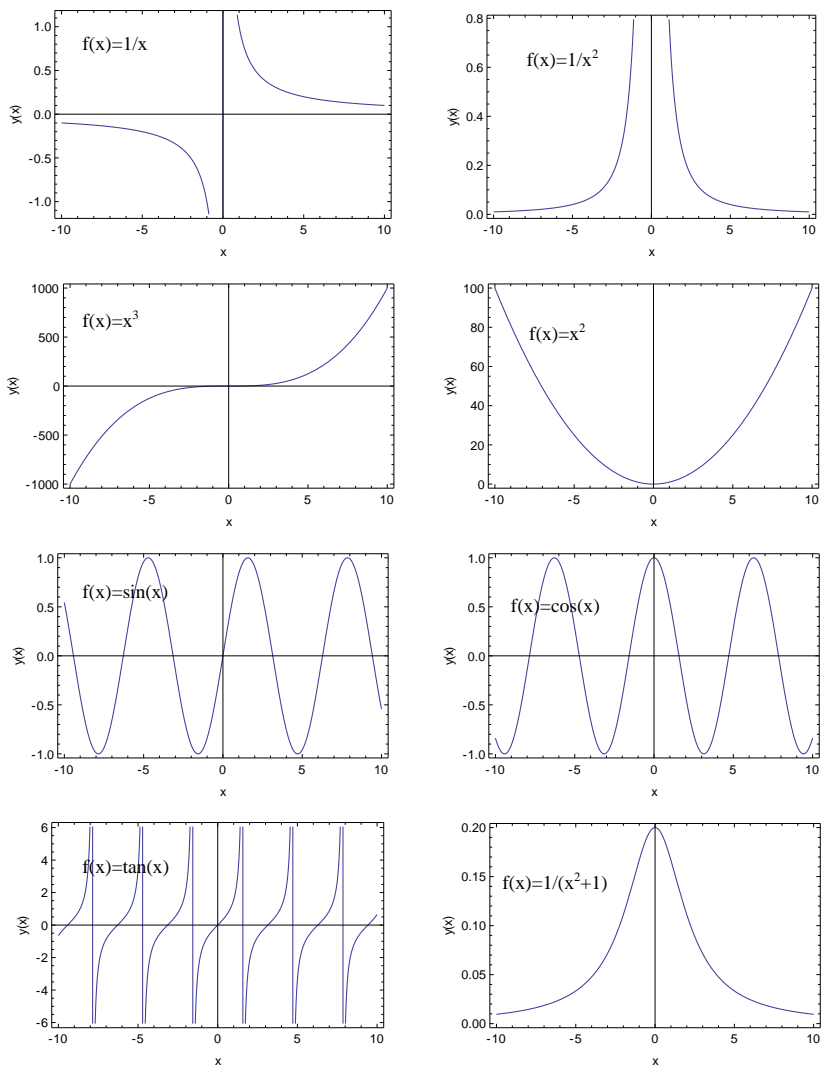 f(x)=1/x
1.0
0.5
0.0
-0.5
-1.0
y(x)
-10 -5 0 5 10
x
f(x)=1/x²
0.8
0.6
0.4
0.2
0.0
y(x)
-10 -5 0 5 10
x
f(x)=x³
1000
500
0
-500
-1000
y(x)
-10 -5 0 5 10
x
f(x)=x²
100
80
60
40
20
0
y(x)
-10 -5 0 5 10
x
f(x)=sin(x)
1.0
0.5
0.0
-0.5
-1.0
y(x)
-10 -5 0 5 10
x
f(x)=cos(x)
1.0
0.5
0.0
-0.5
-1.0
y(x)
-10 -5 0 5 10
x
f(x)=tan(x)
6
4
2
0
-2
-4
-6
y(x)
-10 -5 0 5 10
x
f(x)=1/(x²+1)
0.20
0.15
0.10
0.05
0.00
y(x)
-10 -5 0 5 10
x